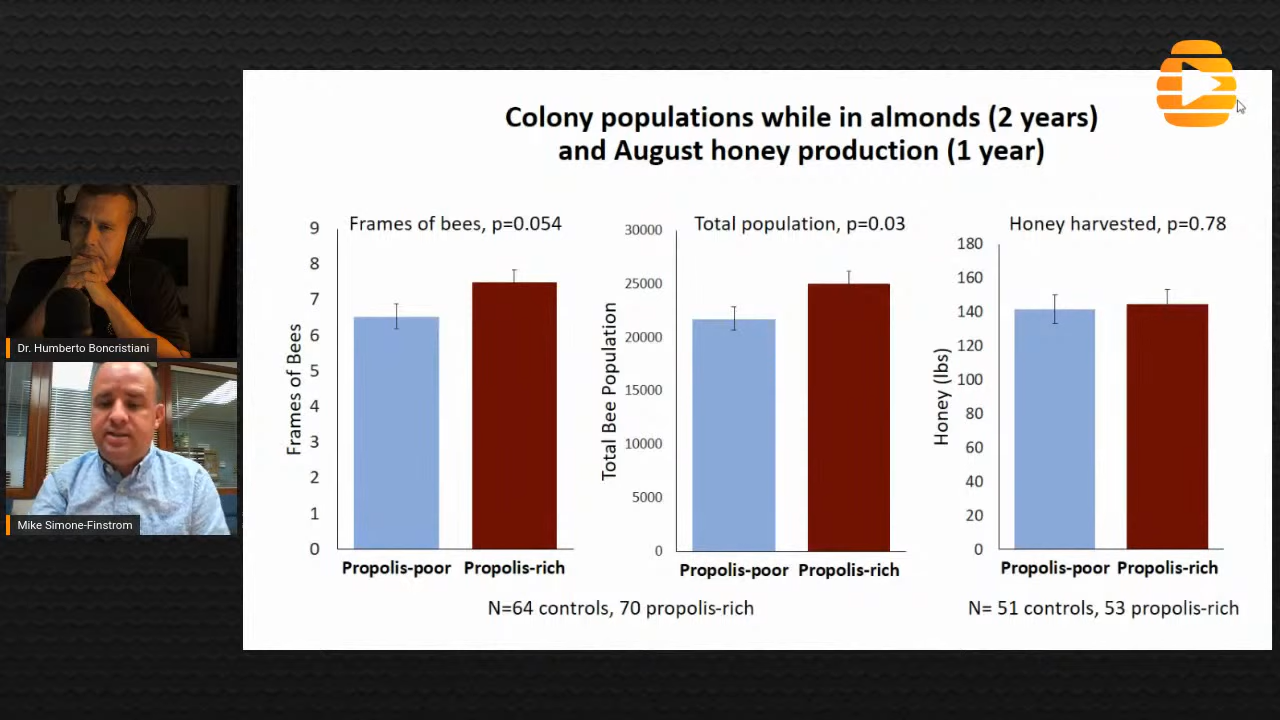 Colony populations while in almonds (2 years)
and August honey production (1 year)
Frames of bees, p=0.054
Frames of Bees
9
8
7
6
5
4
3
2
1
0
Propolis-poor Propolis-rich
Total population, p=0.03
Total Bee Population
30000
25000
20000
15000
10000
5000
0
Propolis-poor Propolis-rich
N=64 controls, 70 propolis-rich
Honey harvested, p=0.78
Honey (lbs)
180
160
140
120
100
80
60
40
20
0
Propolis-poor Propolis-rich
N= 51 controls, 53 propolis-rich
Dr. Humberto Boncristiani
Mike Simone-Finstrom